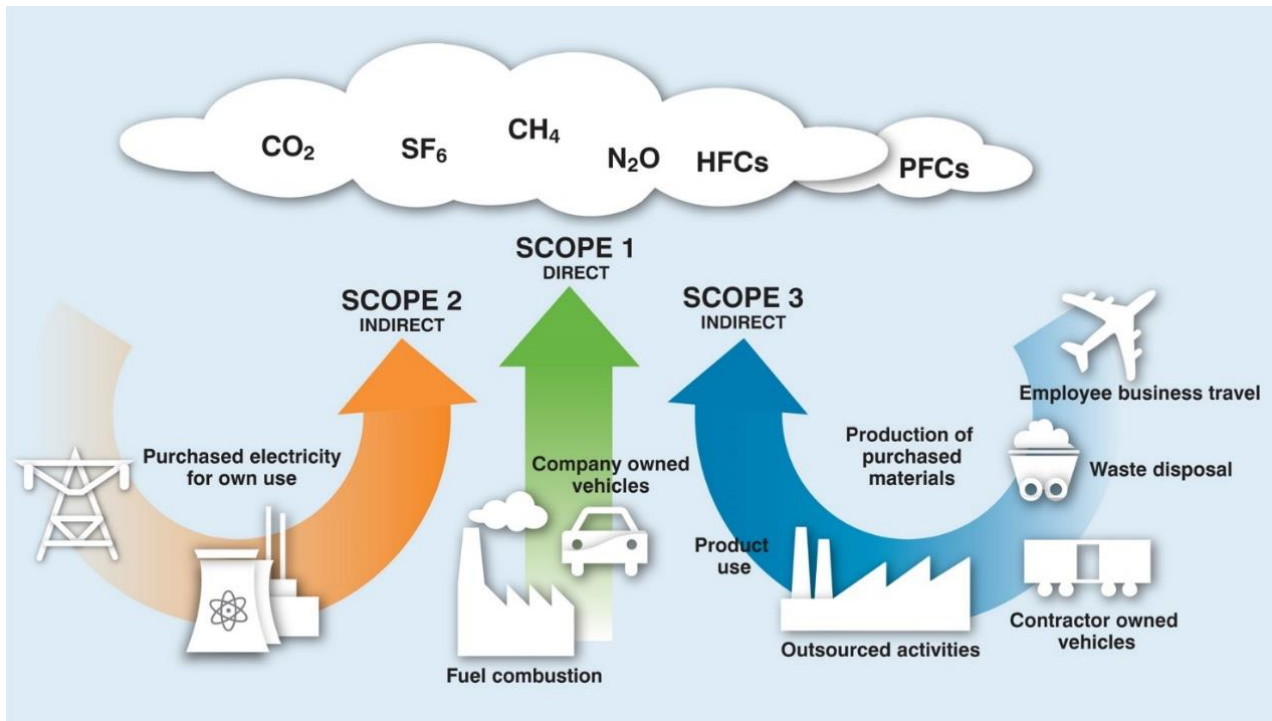 CO₂
SF₆
CH₄
N₂O
HFCs
PFCs
SCOPE 1
DIRECT
SCOPE 2
INDIRECT
SCOPE 3
INDIRECT
Purchased electricity
for own use
Company owned
vehicles
Fuel combustion
Product
use
Production of
purchased
materials
Outsourced activities
Employee business travel
Waste disposal
Contractor owned
vehicles